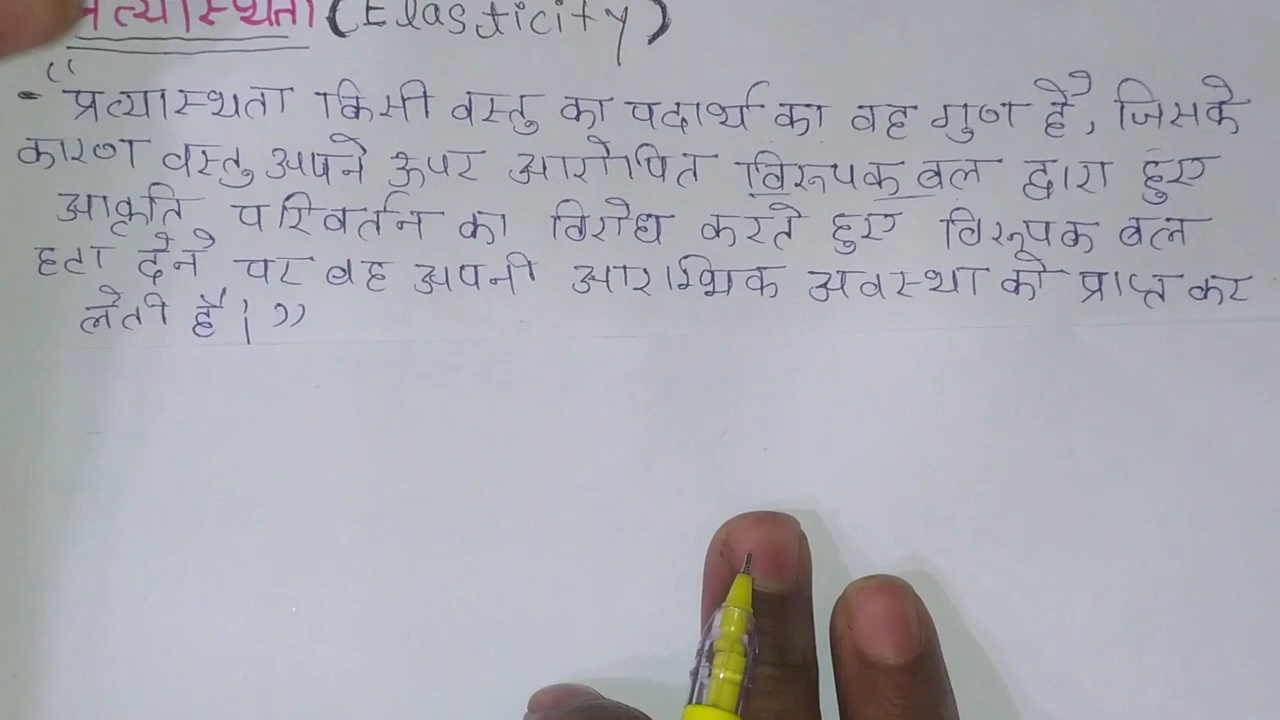 प्रत्यास्थता (Elasticity)
- "प्रत्यास्थता किसी वस्तु का पदार्थ का वह गुण है, जिसके
कारण वस्तु अपने ऊपर आरोपित विरूपक बल द्वारा हुए
आकृति परिवर्तन का विरोध करते हुए विरूपक बल
हटा देने पर वह अपनी आरम्भिक अवस्था को प्राप्त कर
लेती है।"